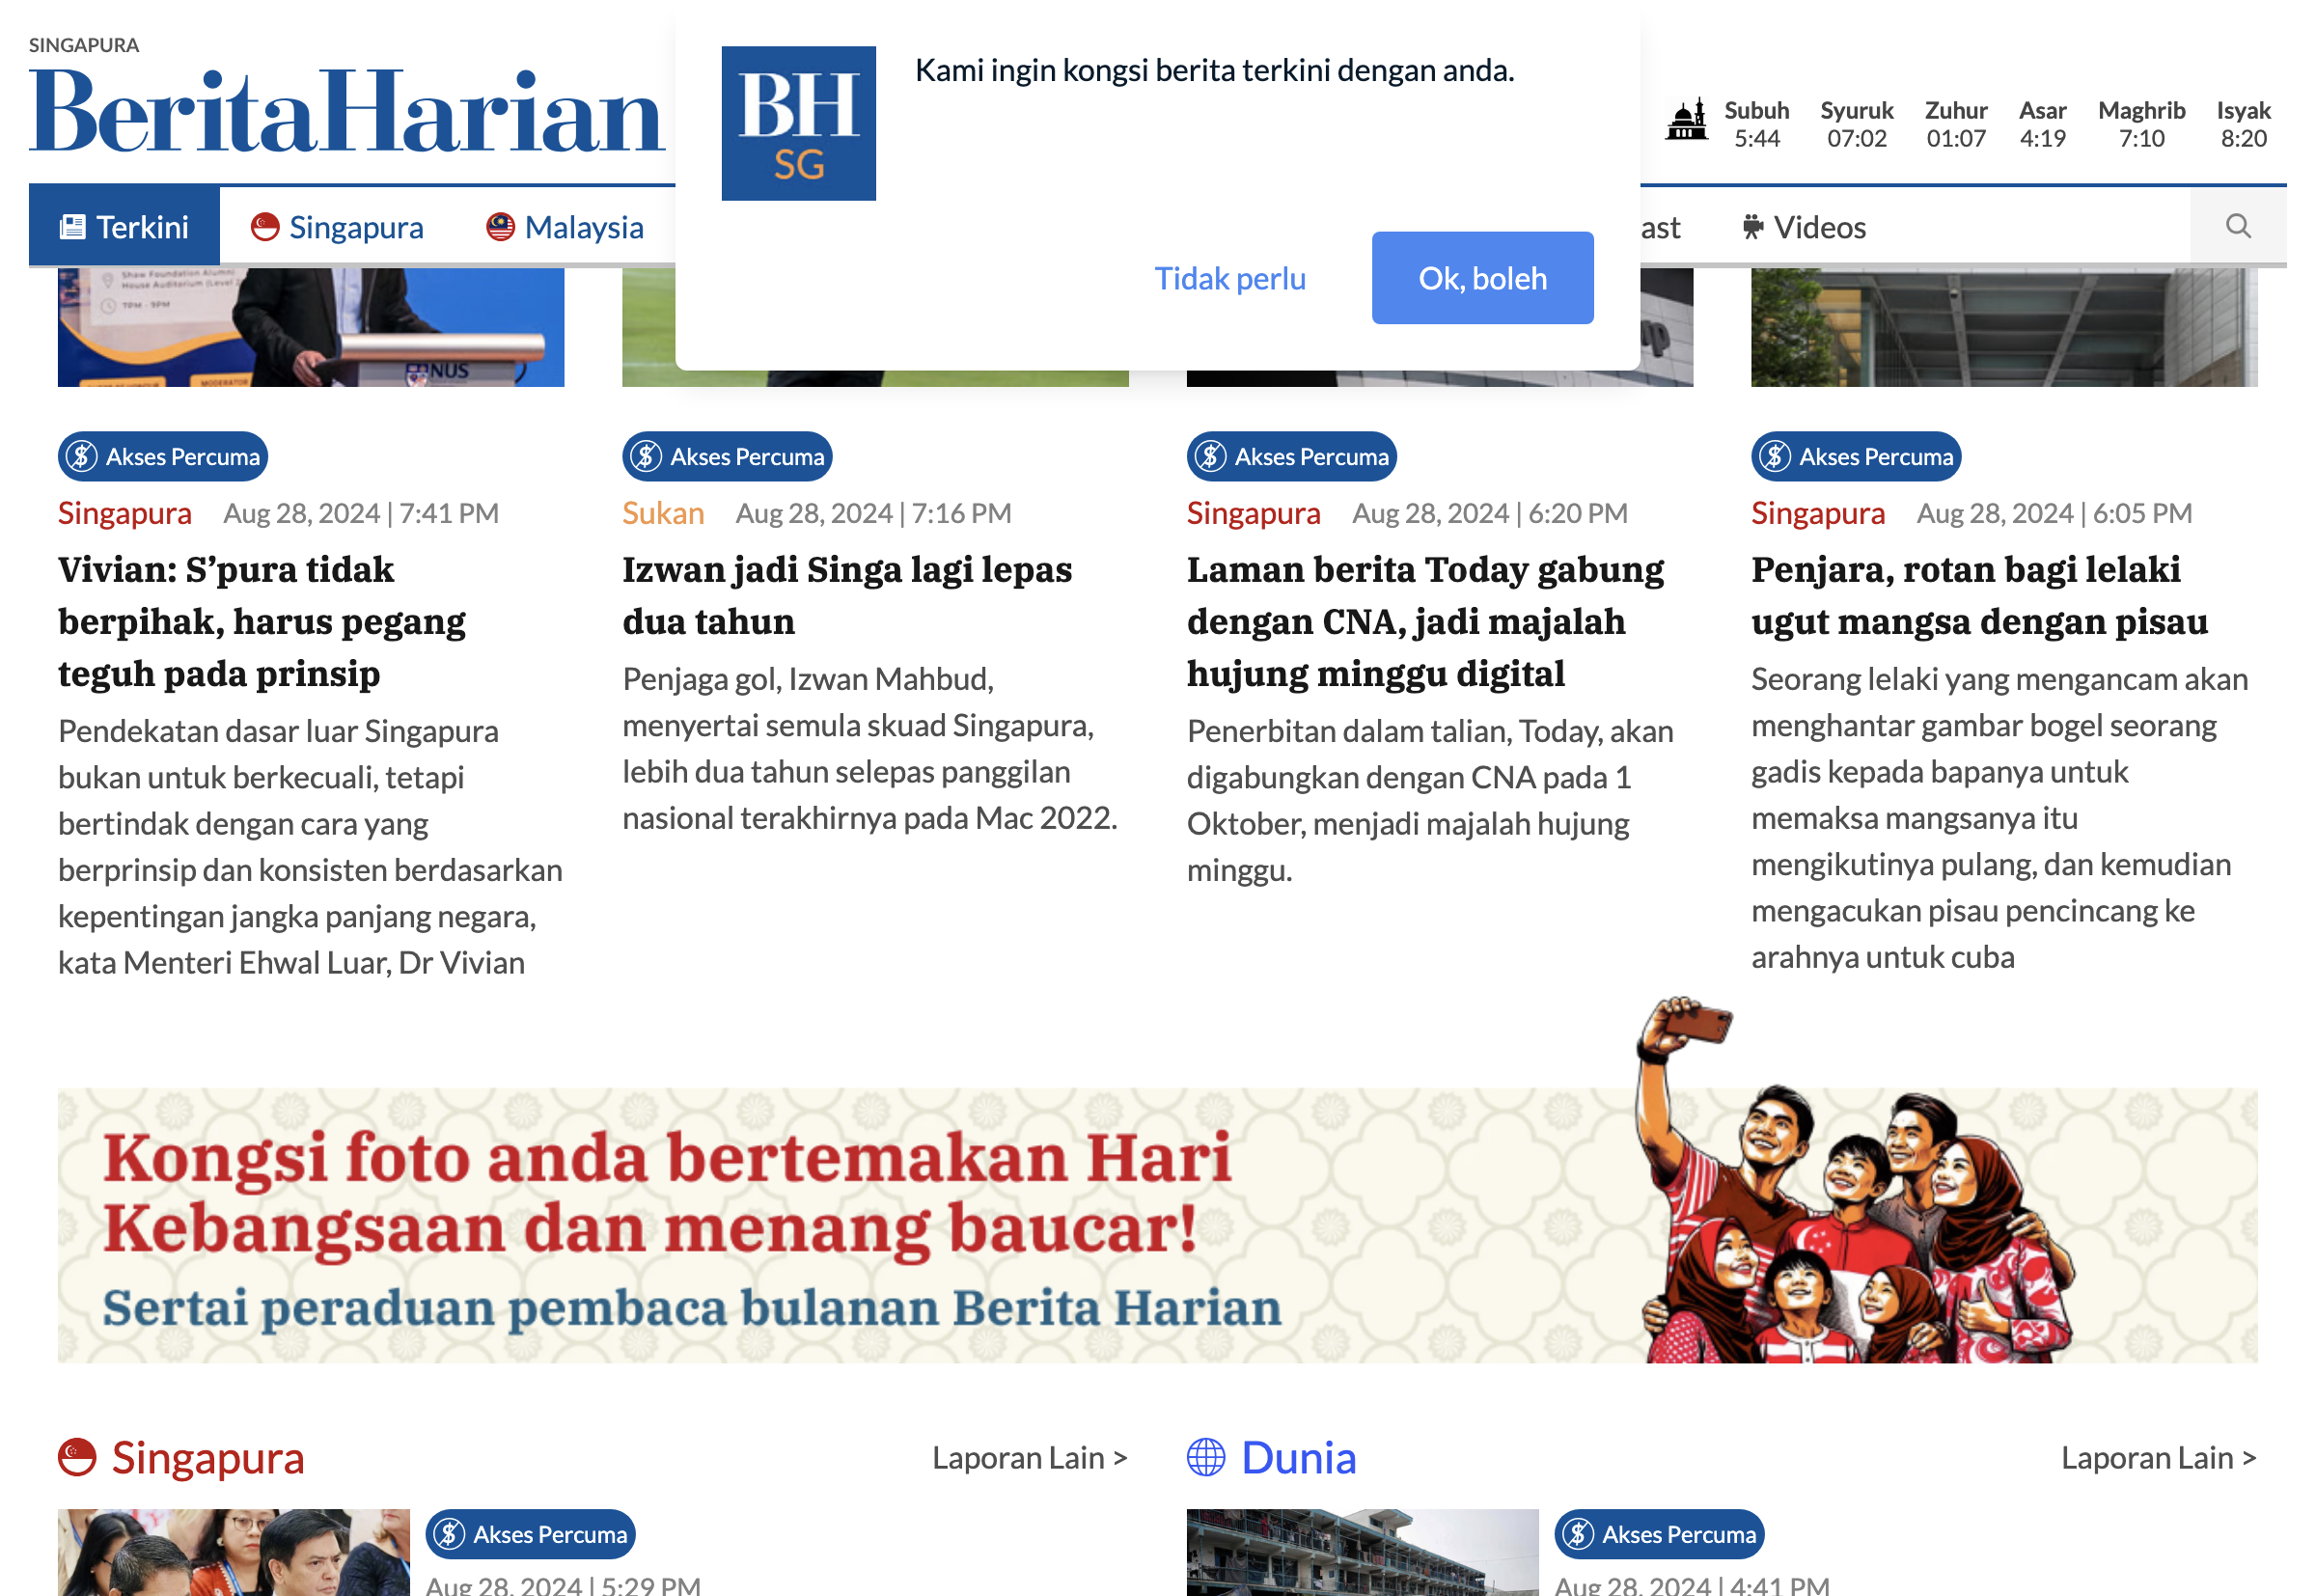 SINGAPURA
BeritaHarian
BH
SG
Kami ingin kongsi berita terkini dengan anda.
Tidak perlu
Ok, boleh
Subuh Syuruk Zuhur Asar Maghrib Isyak
5:44 07:02 01:07 4:19 7:10 8:20
Terkini Singapura Malaysia
ast Videos
Shaw Foundation Alumni
House Auditorium (Level
7PM - 9PM
NUS
MODERATOR
Akses Percuma
Singapura Aug 28, 2024 | 7:41 PM
Vivian: S’pura tidak
berpihak, harus pegang
teguh pada prinsip
Pendekatan dasar luar Singapura
bukan untuk berkecuali, tetapi
bertindak dengan cara yang
berprinsip dan konsisten berdasarkan
kepentingan jangka panjang negara,
kata Menteri Ehwal Luar, Dr Vivian
Akses Percuma
Sukan Aug 28, 2024 | 7:16 PM
Izwan jadi Singa lagi lepas
dua tahun
Penjaga gol, Izwan Mahbud,
menyertai semula skuad Singapura,
lebih dua tahun selepas panggilan
nasional terakhirnya pada Mac 2022.
Akses Percuma
Singapura Aug 28, 2024 | 6:20 PM
Laman berita Today gabung
dengan CNA, jadi majalah
hujung minggu digital
Penerbitan dalam talian, Today, akan
digabungkan dengan CNA pada 1
Oktober, menjadi majalah hujung
minggu.
Akses Percuma
Singapura Aug 28, 2024 | 6:05 PM
Penjara, rotan bagi lelaki
ugut mangsa dengan pisau
Seorang lelaki yang mengancam akan
menghantar gambar bogel seorang
gadis kepada bapanya untuk
memaksa mangsanya itu
mengikutinya pulang, dan kemudian
mengacukan pisau pencincang ke
arahnya untuk cuba
Kongsi foto anda bertemakan Hari
Kebangsaan dan menang baucar!
Sertai peraduan pembaca bulanan Berita Harian
Singapura Laporan Lain >
Akses Percuma
Aug 28, 2024 | 5:29 PM
Dunia Laporan Lain >
Akses Percuma
Aug 28, 2024 | 4:41 PM